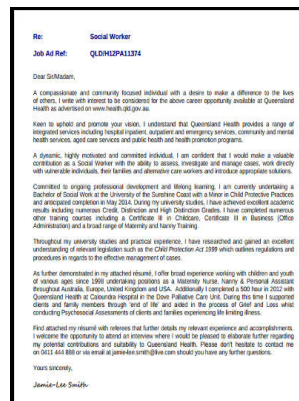 Re: Social Worker
Job Ad Ref: QLD/H12PA11374
Dear Sir/Madam,
A compassionate and community focused individual with a desire to make a difference to the lives
of others, I write with interest to be considered for the above career opportunity available at Queensland
Health as advertised on www.health.qld.gov.au.
Keen to uphold and promote your vision, I understand that Queensland Health provides a range of
integrated services including hospital inpatient, outpatient and emergency services, community and mental
health services, aged care services and public health and health promotion programs.
A dynamic, highly motivated and committed individual, I am confident that I would make a valuable
contribution as a Social Worker with the ability to assess, investigate and manage cases, work directly
with vulnerable individuals, their families and alternative care workers and introduce appropriate solutions.
Committed to ongoing professional development and lifelong learning, I am currently undertaking a
Bachelor of Social Work at the University of the Sunshine Coast with a Minor in Child Protective Practices
and anticipated completion in May 2014. During my university studies, I have achieved excellent academic
results including numerous Credit, Distinction and High Distinction Grades. I have completed numerous
other training courses including a Certificate III in Childcare, Certificate III in Business (Office
Administration) and a broad range of Maternity and Nanny Training.
Throughout my university studies and practical experience, I have researched and gained an excellent
understanding of relevant legislation such as the Child Protection Act 1999 which outlines regulations and
procedures in regards to the effective management of cases.
As further demonstrated in my attached résumé, I offer broad experience working with children and youth
of various ages since 1998 undertaking positions as a Maternity Nurse, Nanny & Personal Assistant
throughout Australia, Europe, United Kingdom and USA. Additionally I completed a 500 hour in 2012 with
Queensland Health at Caloundra Hospital in the Dove Palliative Care Unit. During this time I supported
clients and family members through 'end of life' and aided in the process of Grief and Loss whilst
conducting Psychosocial Assessments of clients and families experiencing life limiting illness.
Find attached my résumé with referees that further details my relevant experience and accomplishments.
I welcome the opportunity to attend an interview where I would be pleased to elaborate further regarding
my potential contributions and suitability to Queensland Health. Please don't hesitate to contact me
on 0411 444 888 or via email at jamie-lee.smith@live.com should you have any further questions.
Yours sincerely,
Jamie-Lee Smith